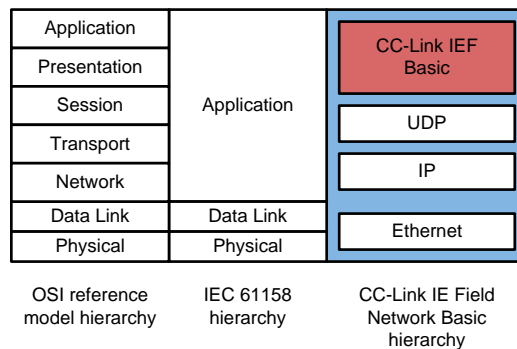 Application
Presentation
Session
Transport
Network
Data Link
Physical
Application
Data Link
Physical
CC-Link IEF
Basic
UDP
IP
Ethernet
OSI reference
model hierarchy
IEC 61158
hierarchy
CC-Link IE Field
Network Basic
hierarchy